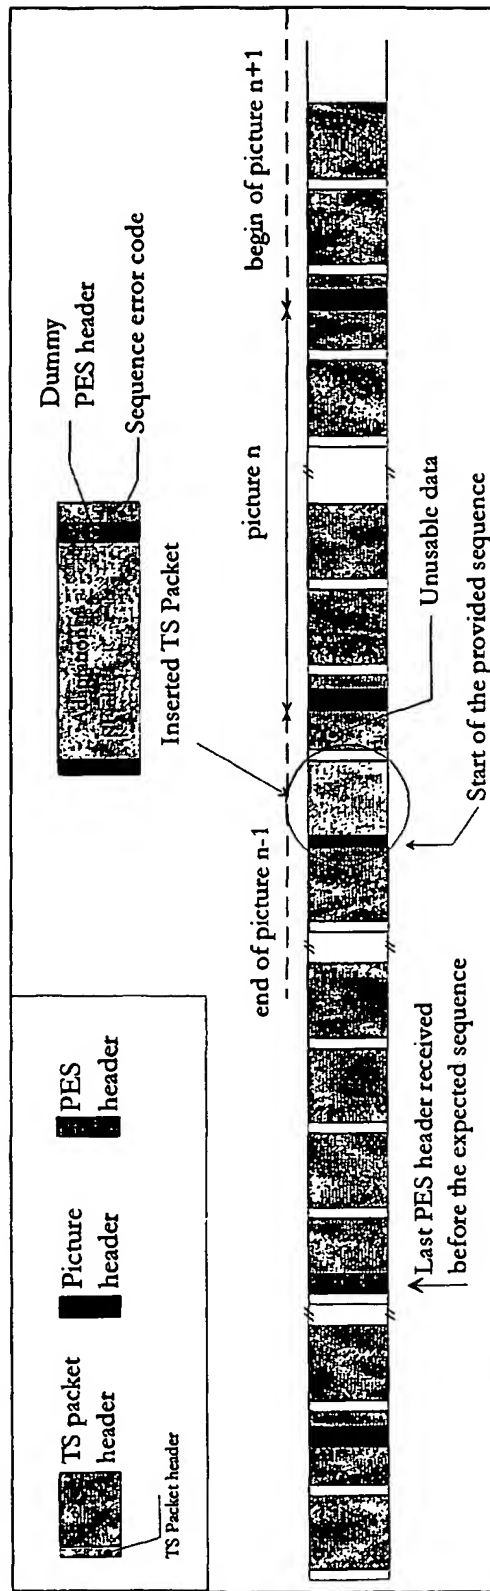 TS packet
header
TS Packet header
Picture
header
PES
header
Dummy
PES header
Sequence error code
Inserted TS Packet
end of picture n-1
picture n
begin of picture n+1
Last PES header received
before the expected sequence
Start of the provided sequence
Unusable data